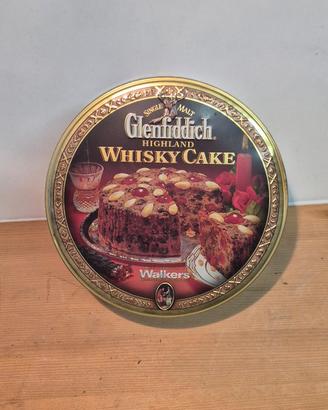 SINGLE MALT
Glenfiddich®
HIGHLAND
WHISKY CAKE
Walkers